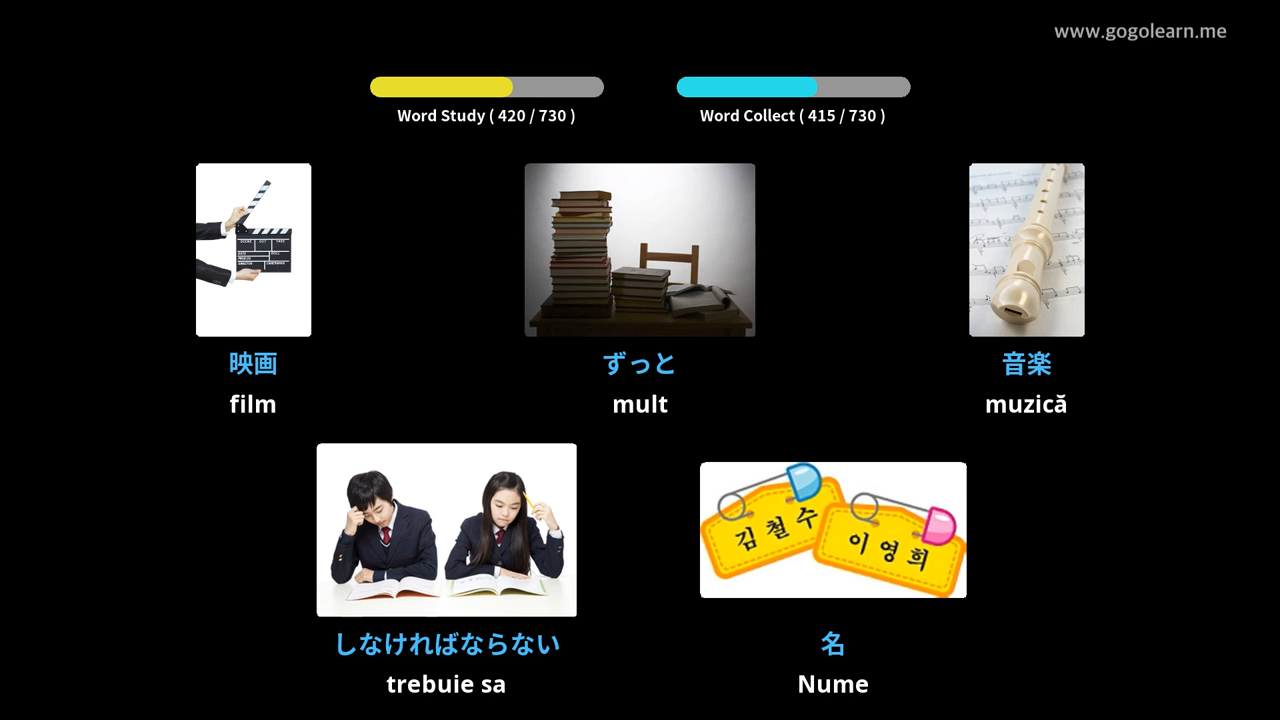 www.gogolearn.me
Word Study ( 420 / 730 )
Word Collect ( 415 / 730 )
映画
film
ずっと
mult
音楽
muzică
しなければならない
trebuie sa
김철수
이영희
名
Nume